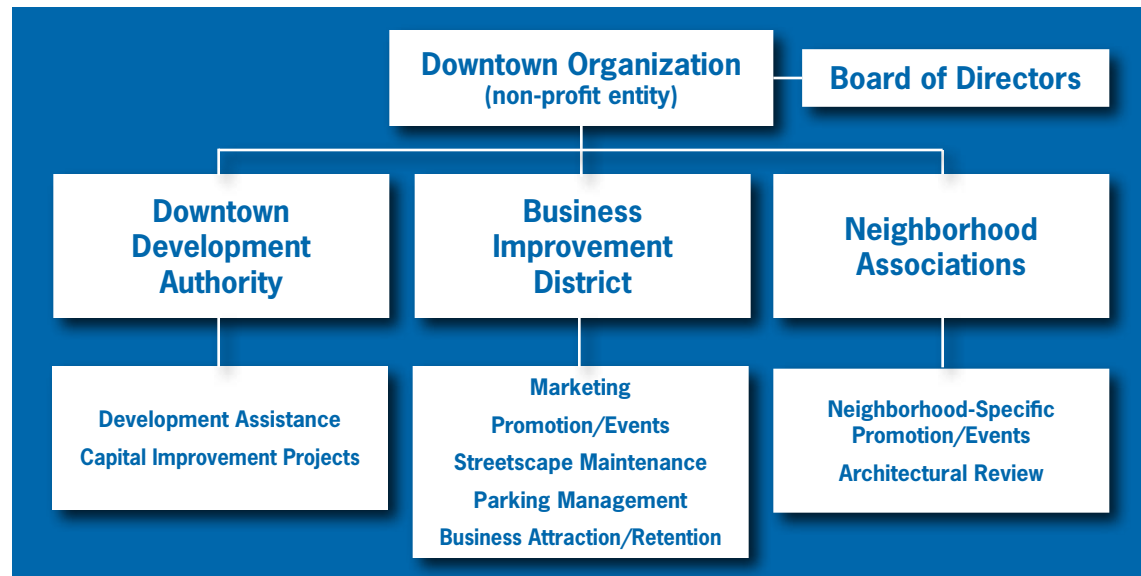 Downtown Organization
(non-profit entity)
Board of Directors
Downtown
Development
Authority
Business
Improvement
District
Neighborhood
Associations
Development Assistance
Capital Improvement Projects
Marketing
Promotion/Events
Streetscape Maintenance
Parking Management
Business Attraction/Retention
Neighborhood-Specific
Promotion/Events
Architectural Review